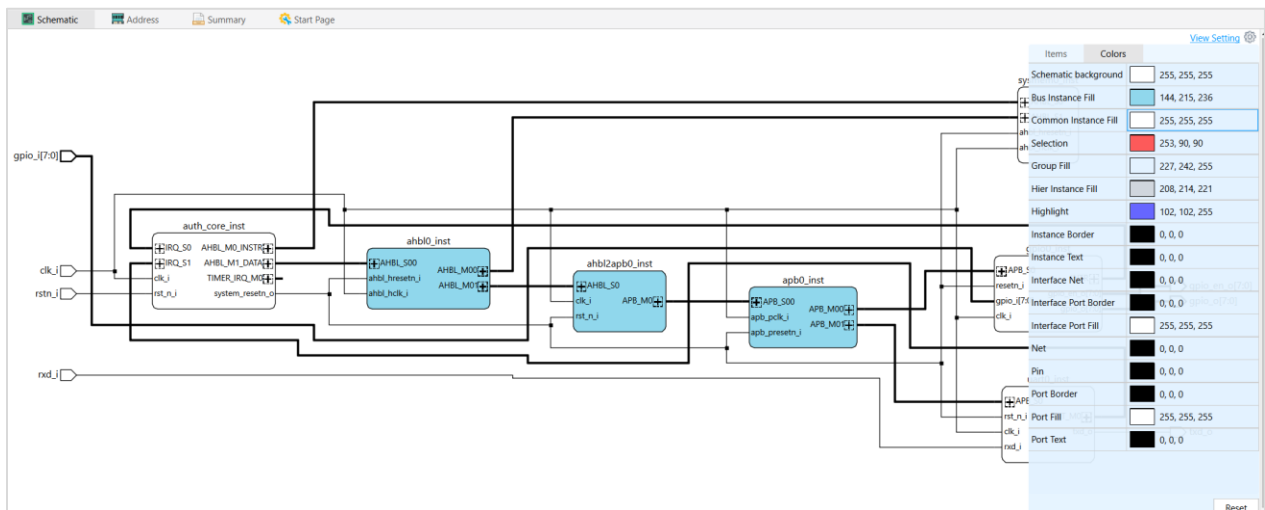 Schematic
Address
Summary
Start Page
View Setting
Items
Colors
Schematic background
255, 255, 255
Bus Instance Fill
144, 215, 236
Common Instance Fill
255, 255, 255
Selection
253, 90, 90
Group Fill
227, 242, 255
Hier Instance Fill
208, 214, 221
Highlight
102, 102, 255
Instance Border
0, 0, 0
Instance Text
0, 0, 0
Interface Net
0, 0, 0
Interface Port Border
0, 0, 0
Interface Port Fill
255, 255, 255
Net
0, 0, 0
Pin
0, 0, 0
Port Border
0, 0, 0
Port Fill
255, 255, 255
Port Text
0, 0, 0
Reset
gpio_i[7:0]
clk_i
rstn_i
rxd_i
auth_core_inst
IRQ_S0
AHBL_M0_INSTR
IRQ_S1
AHBL_M1_DATA
clk_i
TIMER_IRQ_M0
rst_n_i
system_resetn_o
ahbl0_inst
AHBL_S00
AHBL_M00
ahbl_hresetn_i
AHBL_M01
ahbl_hclk_i
ahbl2apb0_inst
AHBL_S0
clk_i
APB_M0
rst_n_i
apb0_inst
APB_S00
APB_M00
apb_pclk_i
APB_M01
apb_presetn_i
sys
ah
ah
APB_S
resetn_i
gpio_i[7:0
clk_i
APB
rst_n_i
clk_i
rxd_i